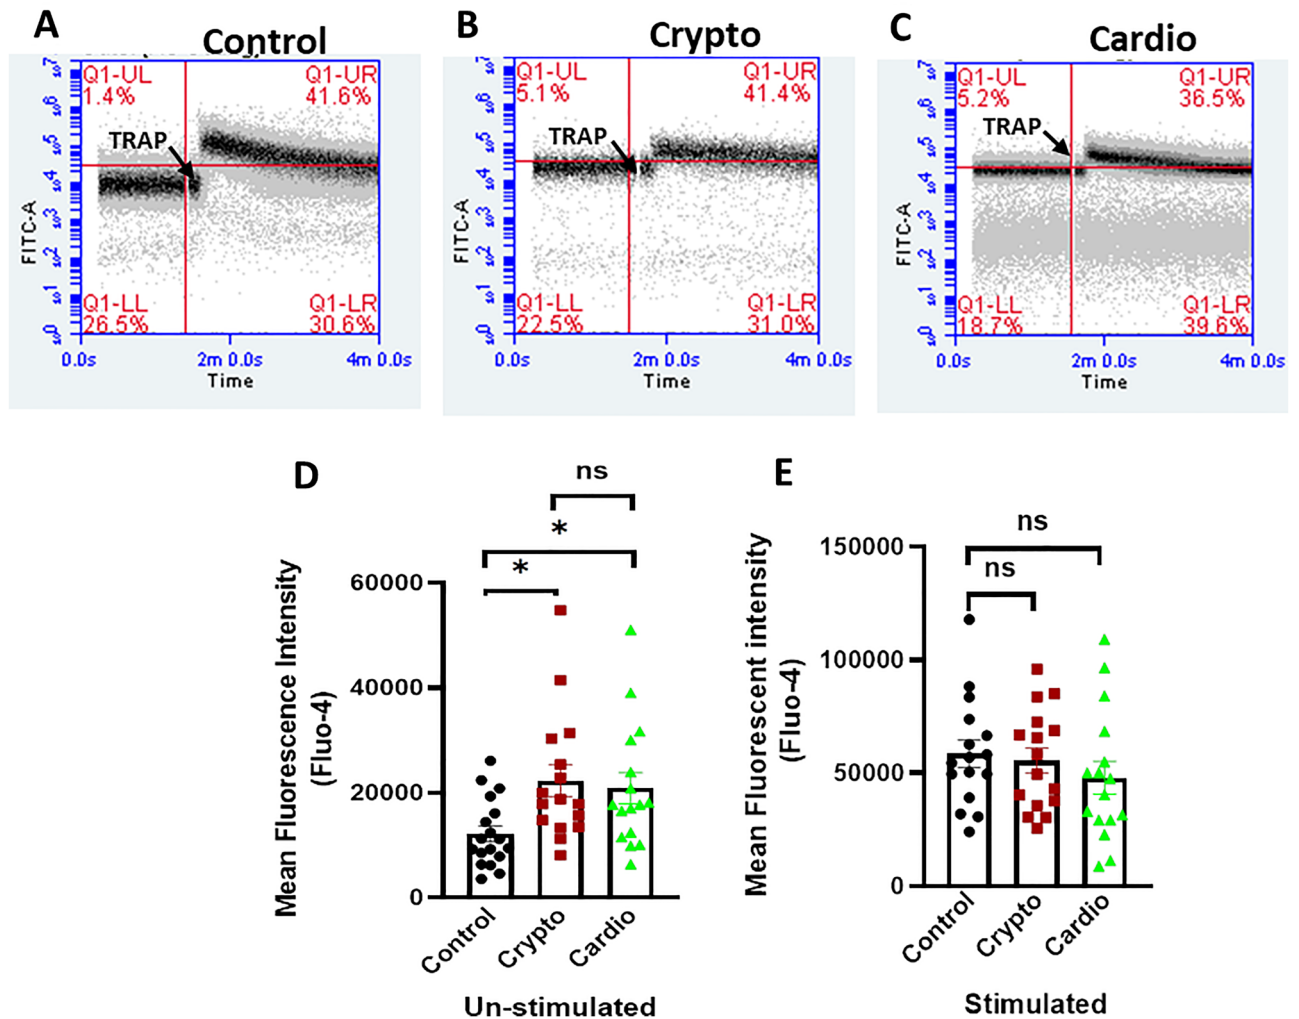 A
Control
Q1-UL
1.4%
Q1-UR
41.6%
TRAP
Q1-LL
26.5%
Q1-LR
30.6%
FITC-A
0.0s
2m 0.0s
4m 0.0s
Time
B
Crypto
Q1-UL
5.1%
Q1-UR
41.4%
TRAP
Q1-LL
22.5%
Q1-LR
31.0%
FITC-A
0.0s
2m 0.0s
4m 0.0s
Time
C
Cardio
Q1-UL
5.2%
Q1-UR
36.5%
TRAP
Q1-LL
18.7%
Q1-LR
39.6%
FITC-A
0.0s
2m 0.0s
4m 0.0s
Time
D
ns
*
*
Mean Fluorescence Intensity
(Fluo-4)
60000
40000
20000
0
Control
Crypto
Cardio
Un-stimulated
E
ns
ns
Mean Fluorescent intensity
(Fluo-4)
150000
100000
50000
0
Control
Crypto
Cardio
Stimulated